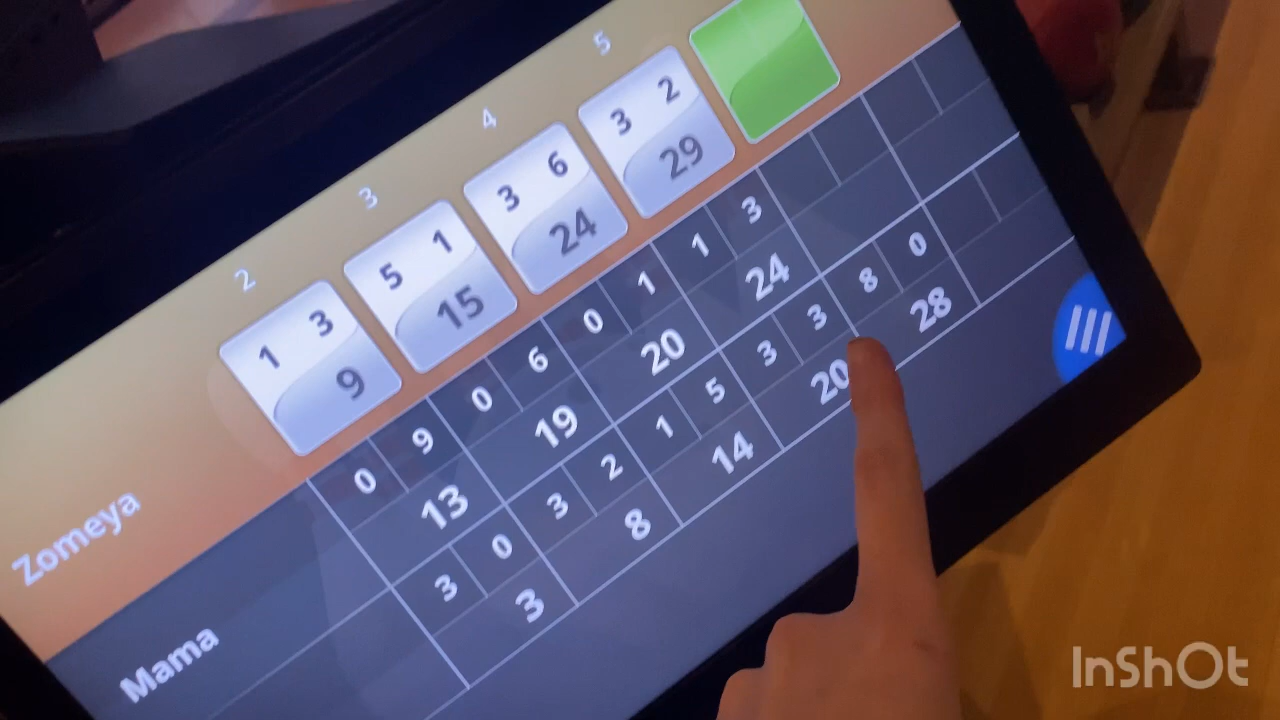 2 3 4 5
1 3 5 1 3 6 3 2
Zomeya 9 15 24 29
0 9 0 6 0 1 1 3
Mama 13 19 20 24
3 0 3 2 1 5 3 3 8 0
3 8 14 20 28
InShOt